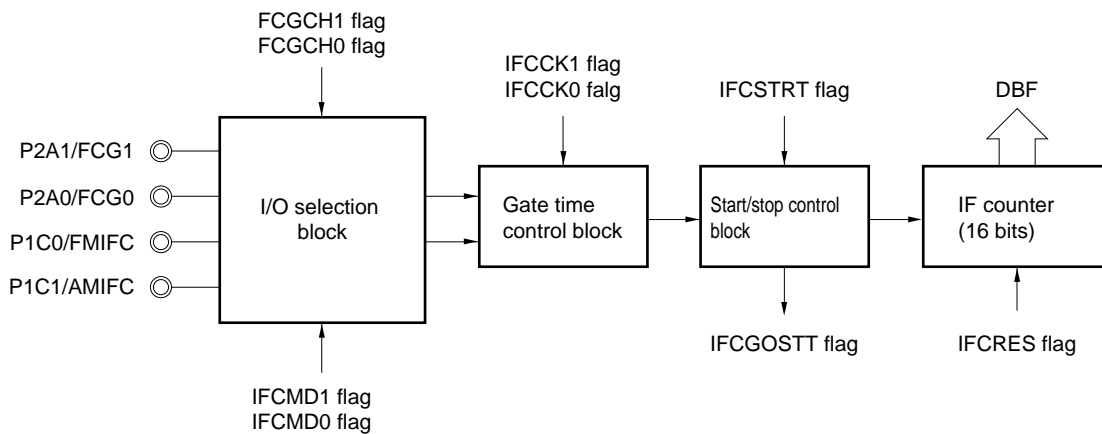 FCGCH1 flag
FCGCH0 flag
IFCCK1 flag
IFCCK0 falg
IFCSTRT flag
DBF
P2A1/FCG1
P2A0/FCG0
P1C0/FMIFC
P1C1/AMIFC
I/O selection
block
Gate time
control block
Start/stop control
block
IF counter
(16 bits)
IFCGOSTT flag
IFCRES flag
IFCMD1 flag
IFCMD0 flag